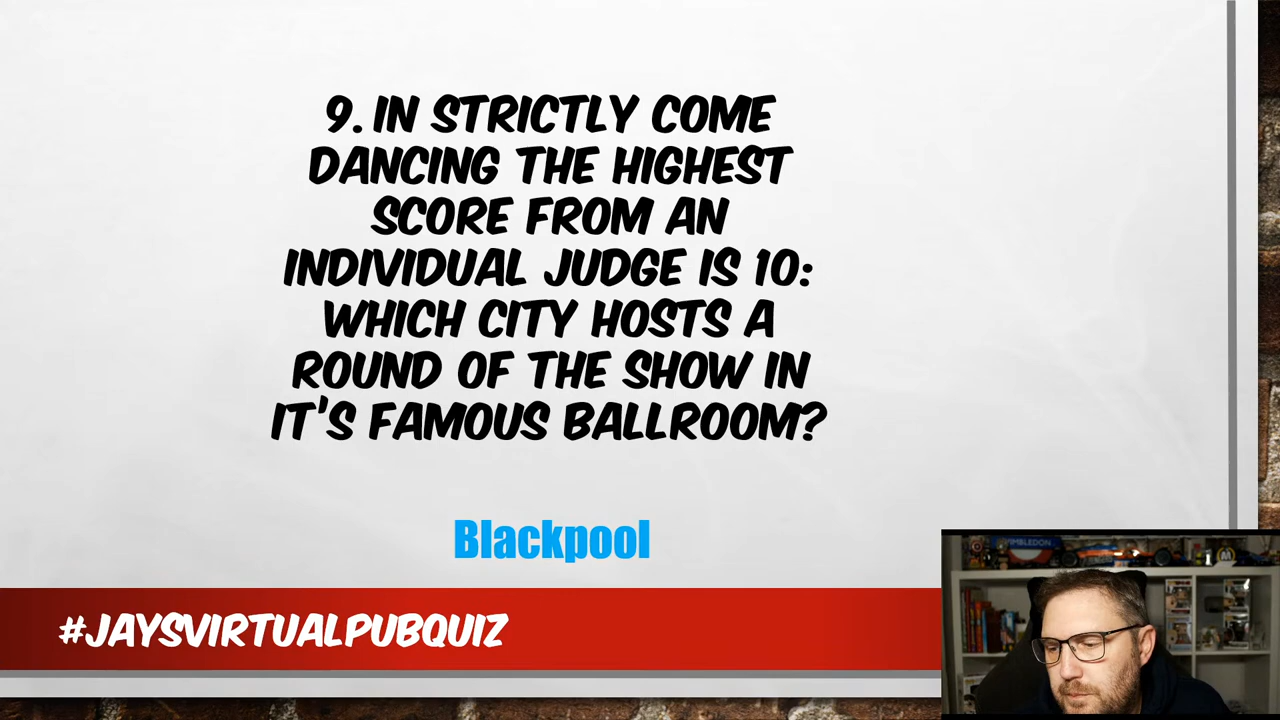 9. IN STRICTLY COME
DANCING THE HIGHEST
SCORE FROM AN
INDIVIDUAL JUDGE IS 10:
WHICH CITY HOSTS A
ROUND OF THE SHOW IN
IT'S FAMOUS BALLROOM?
Blackpool
#JAYSVIRTUALPUBQUIZ
WIMBLEDON